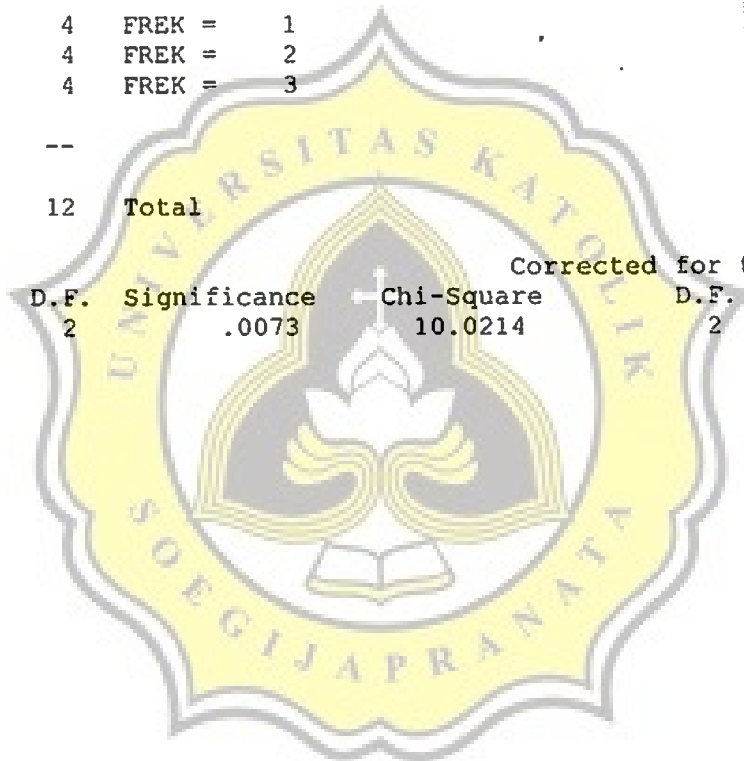 4 FREK = 1
4 FREK = 2
4 FREK = 3
--
12 Total
Corrected for
D.F. Significance Chi-Square D.F.
2 .0073 10.0214 2
UNIVERSITAS KATOLIK
SOEGIJAPRANATA